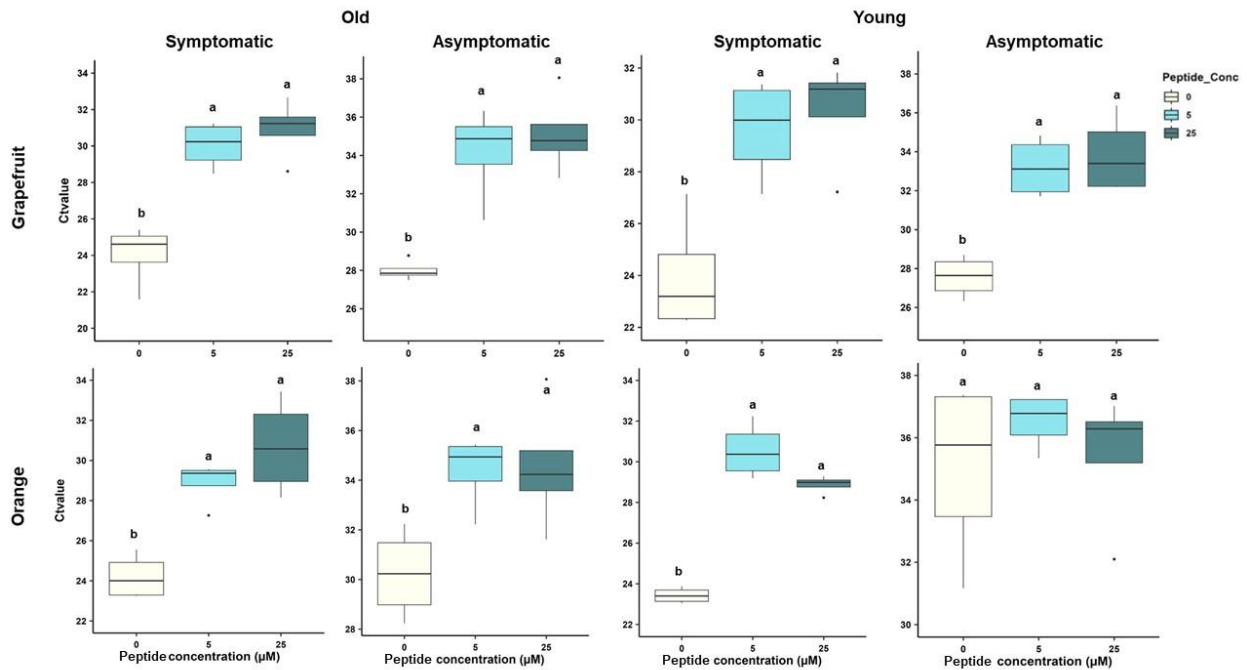 Old Young
Symptomatic Asymptomatic Symptomatic Asymptomatic
Grapefruit
Ctvalue
34
32
30
28
26
24
22
20
b a a
0 5 25
38
36
34
32
30
28
26
b a a
0 5 25
32
30
28
26
24
22
b a a
0 5 25
36
34
32
30
28
26
b a a
0 5 25
Peptide_Conc
0
5
25
Orange
Ctvalue
34
32
30
28
26
24
22
b a a
0 5 25
Peptide concentration (µM)
38
36
34
32
30
28
b a a
0 5 25
Peptide concentration (µM)
34
32
30
28
26
24
22
b a a
0 5 25
Peptide concentration (µM)
38
36
34
32
30
a a a
0 5 25
Peptide concentration (µM)